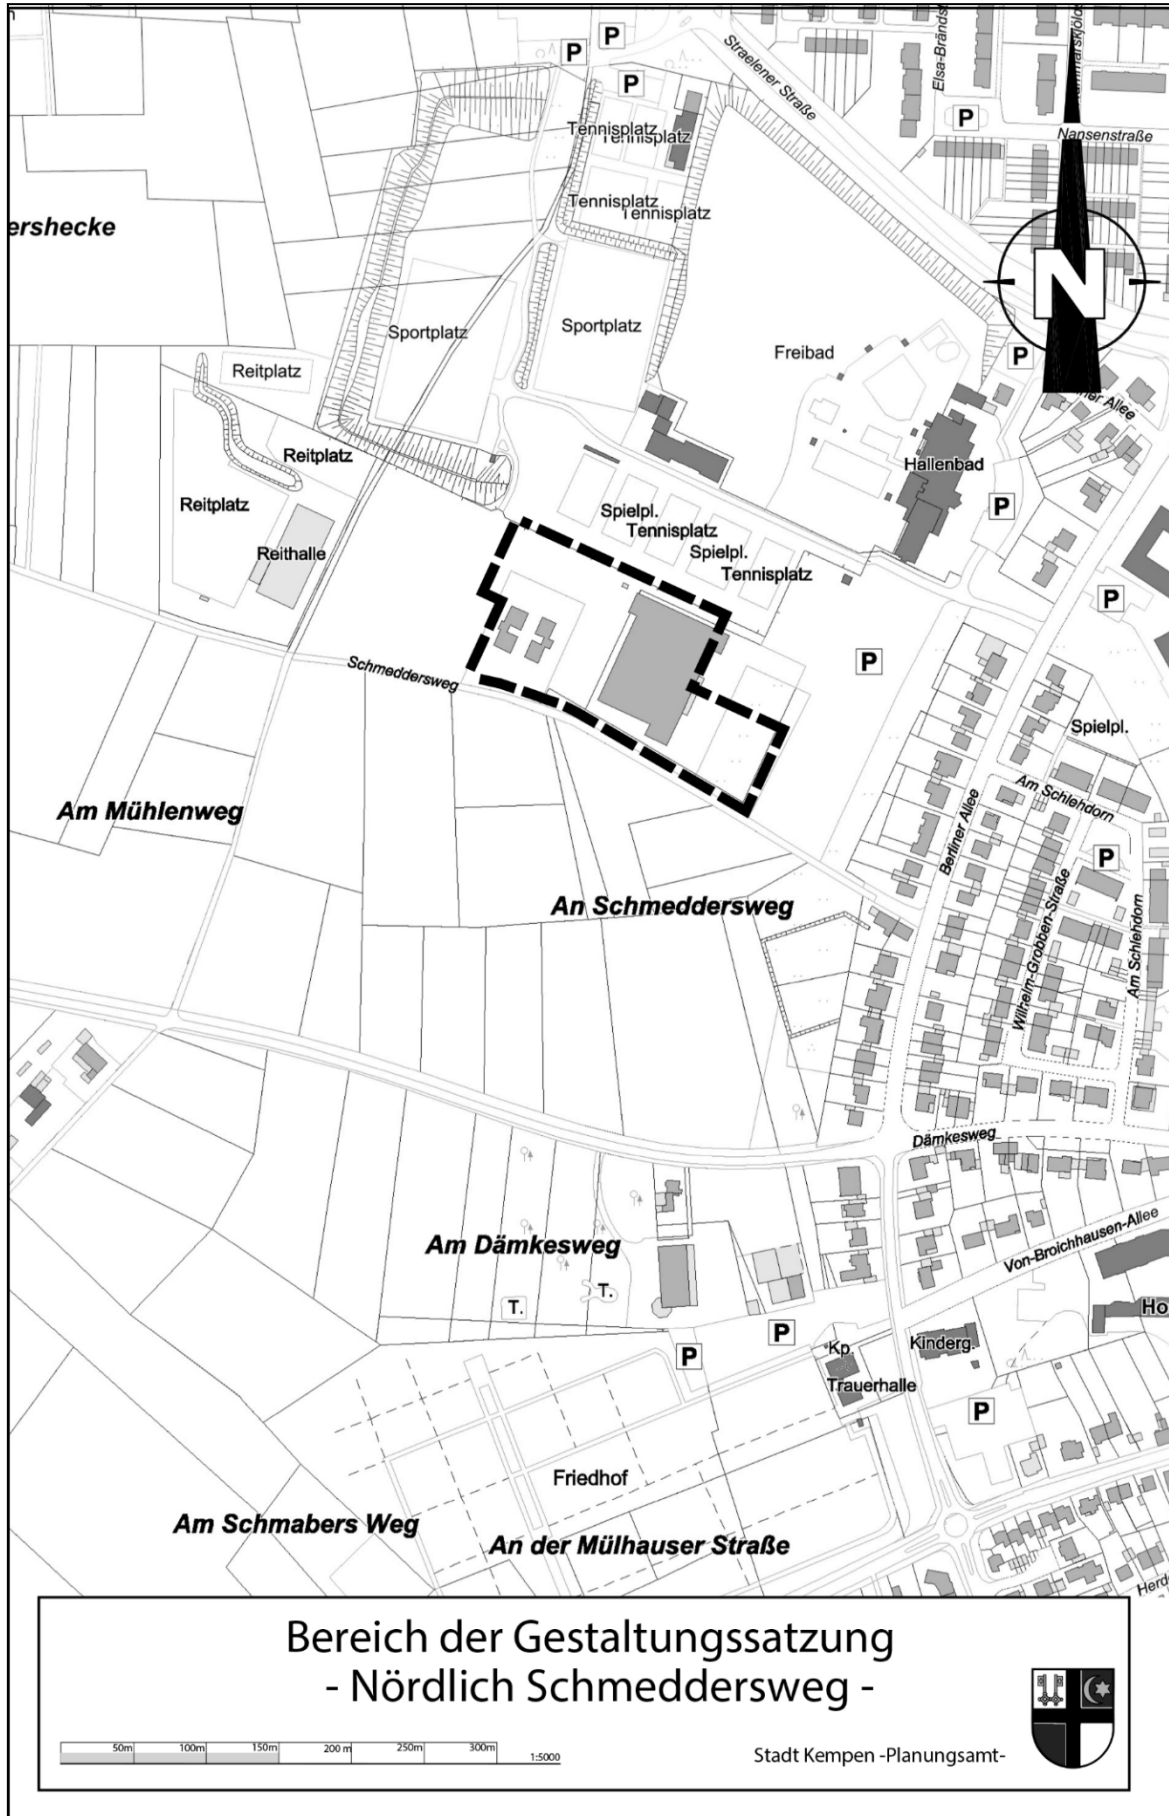 P
P
P
Straelener Straße
Elsa-Brändst
P
Nansenstraße
Tennisplatz
Tennisplatz
Tennisplatz
Tennisplatz
ershecke
N
Sportplatz
Sportplatz
Freibad
P
Reitplatz
Reitplatz
Reitplatz
Hallenbad
P
Spielpl.
Tennisplatz
Spielpl.
Tennisplatz
Reithalle
P
P
Schmeddersweg
Spielpl.
Am Schlehdorn
Berliner Allee
Am Mühlenweg
P
An Schmeddersweg
Wilhelm-Grobben-Straße
Am Schlehdorn
Dämkesweg
Am Dämkesweg
Von-Broichhausen-Allee
T.
T.
Ho
P
P
Kp.
Kinderg.
Trauerhalle
P
Friedhof
Am Schmabers Weg
An der Mülhauser Straße
Herde
Bereich der Gestaltungssatzung
- Nördlich Schmeddersweg -
50m 100m 150m 200 m 250m 300m
1:5000
Stadt Kempen -Planungsamt-